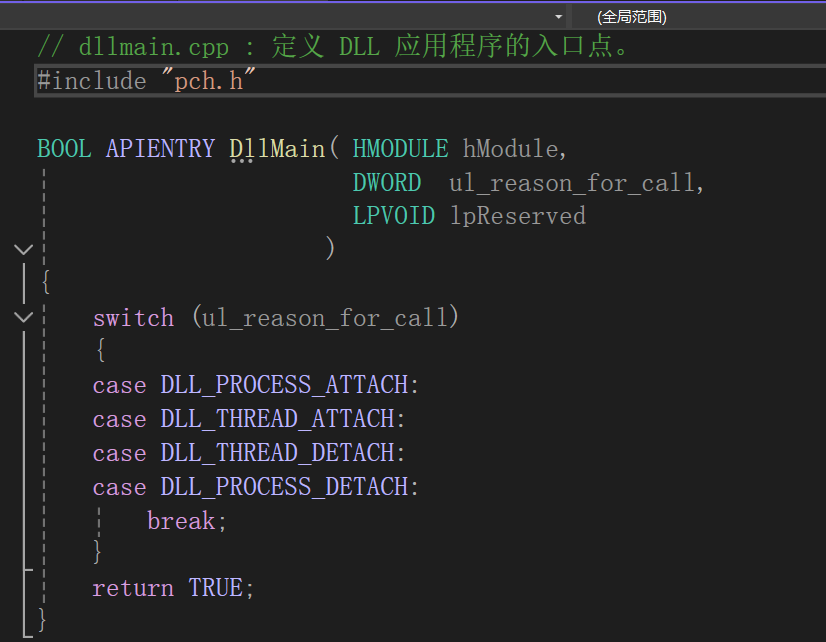 (全局范围)
// dllmain.cpp : 定义 DLL 应用程序的入口点。
#include "pch.h"
BOOL APIENTRY DllMain( HMODULE hModule,
DWORD  ul_reason_for_call,
LPVOID lpReserved
)
{
switch (ul_reason_for_call)
{
case DLL_PROCESS_ATTACH:
case DLL_THREAD_ATTACH:
case DLL_THREAD_DETACH:
case DLL_PROCESS_DETACH:
break;
}
return TRUE;
}